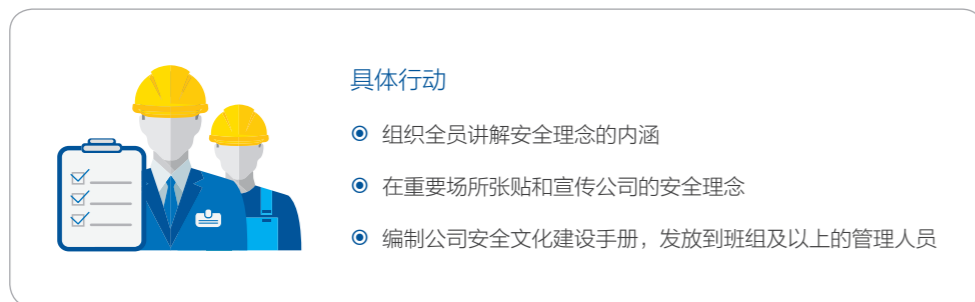 具体行动
组织全员讲解安全理念的内涵
在重要场所张贴和宣传公司的安全理念
编制公司安全文化建设手册，发放到班组及以上的管理人员